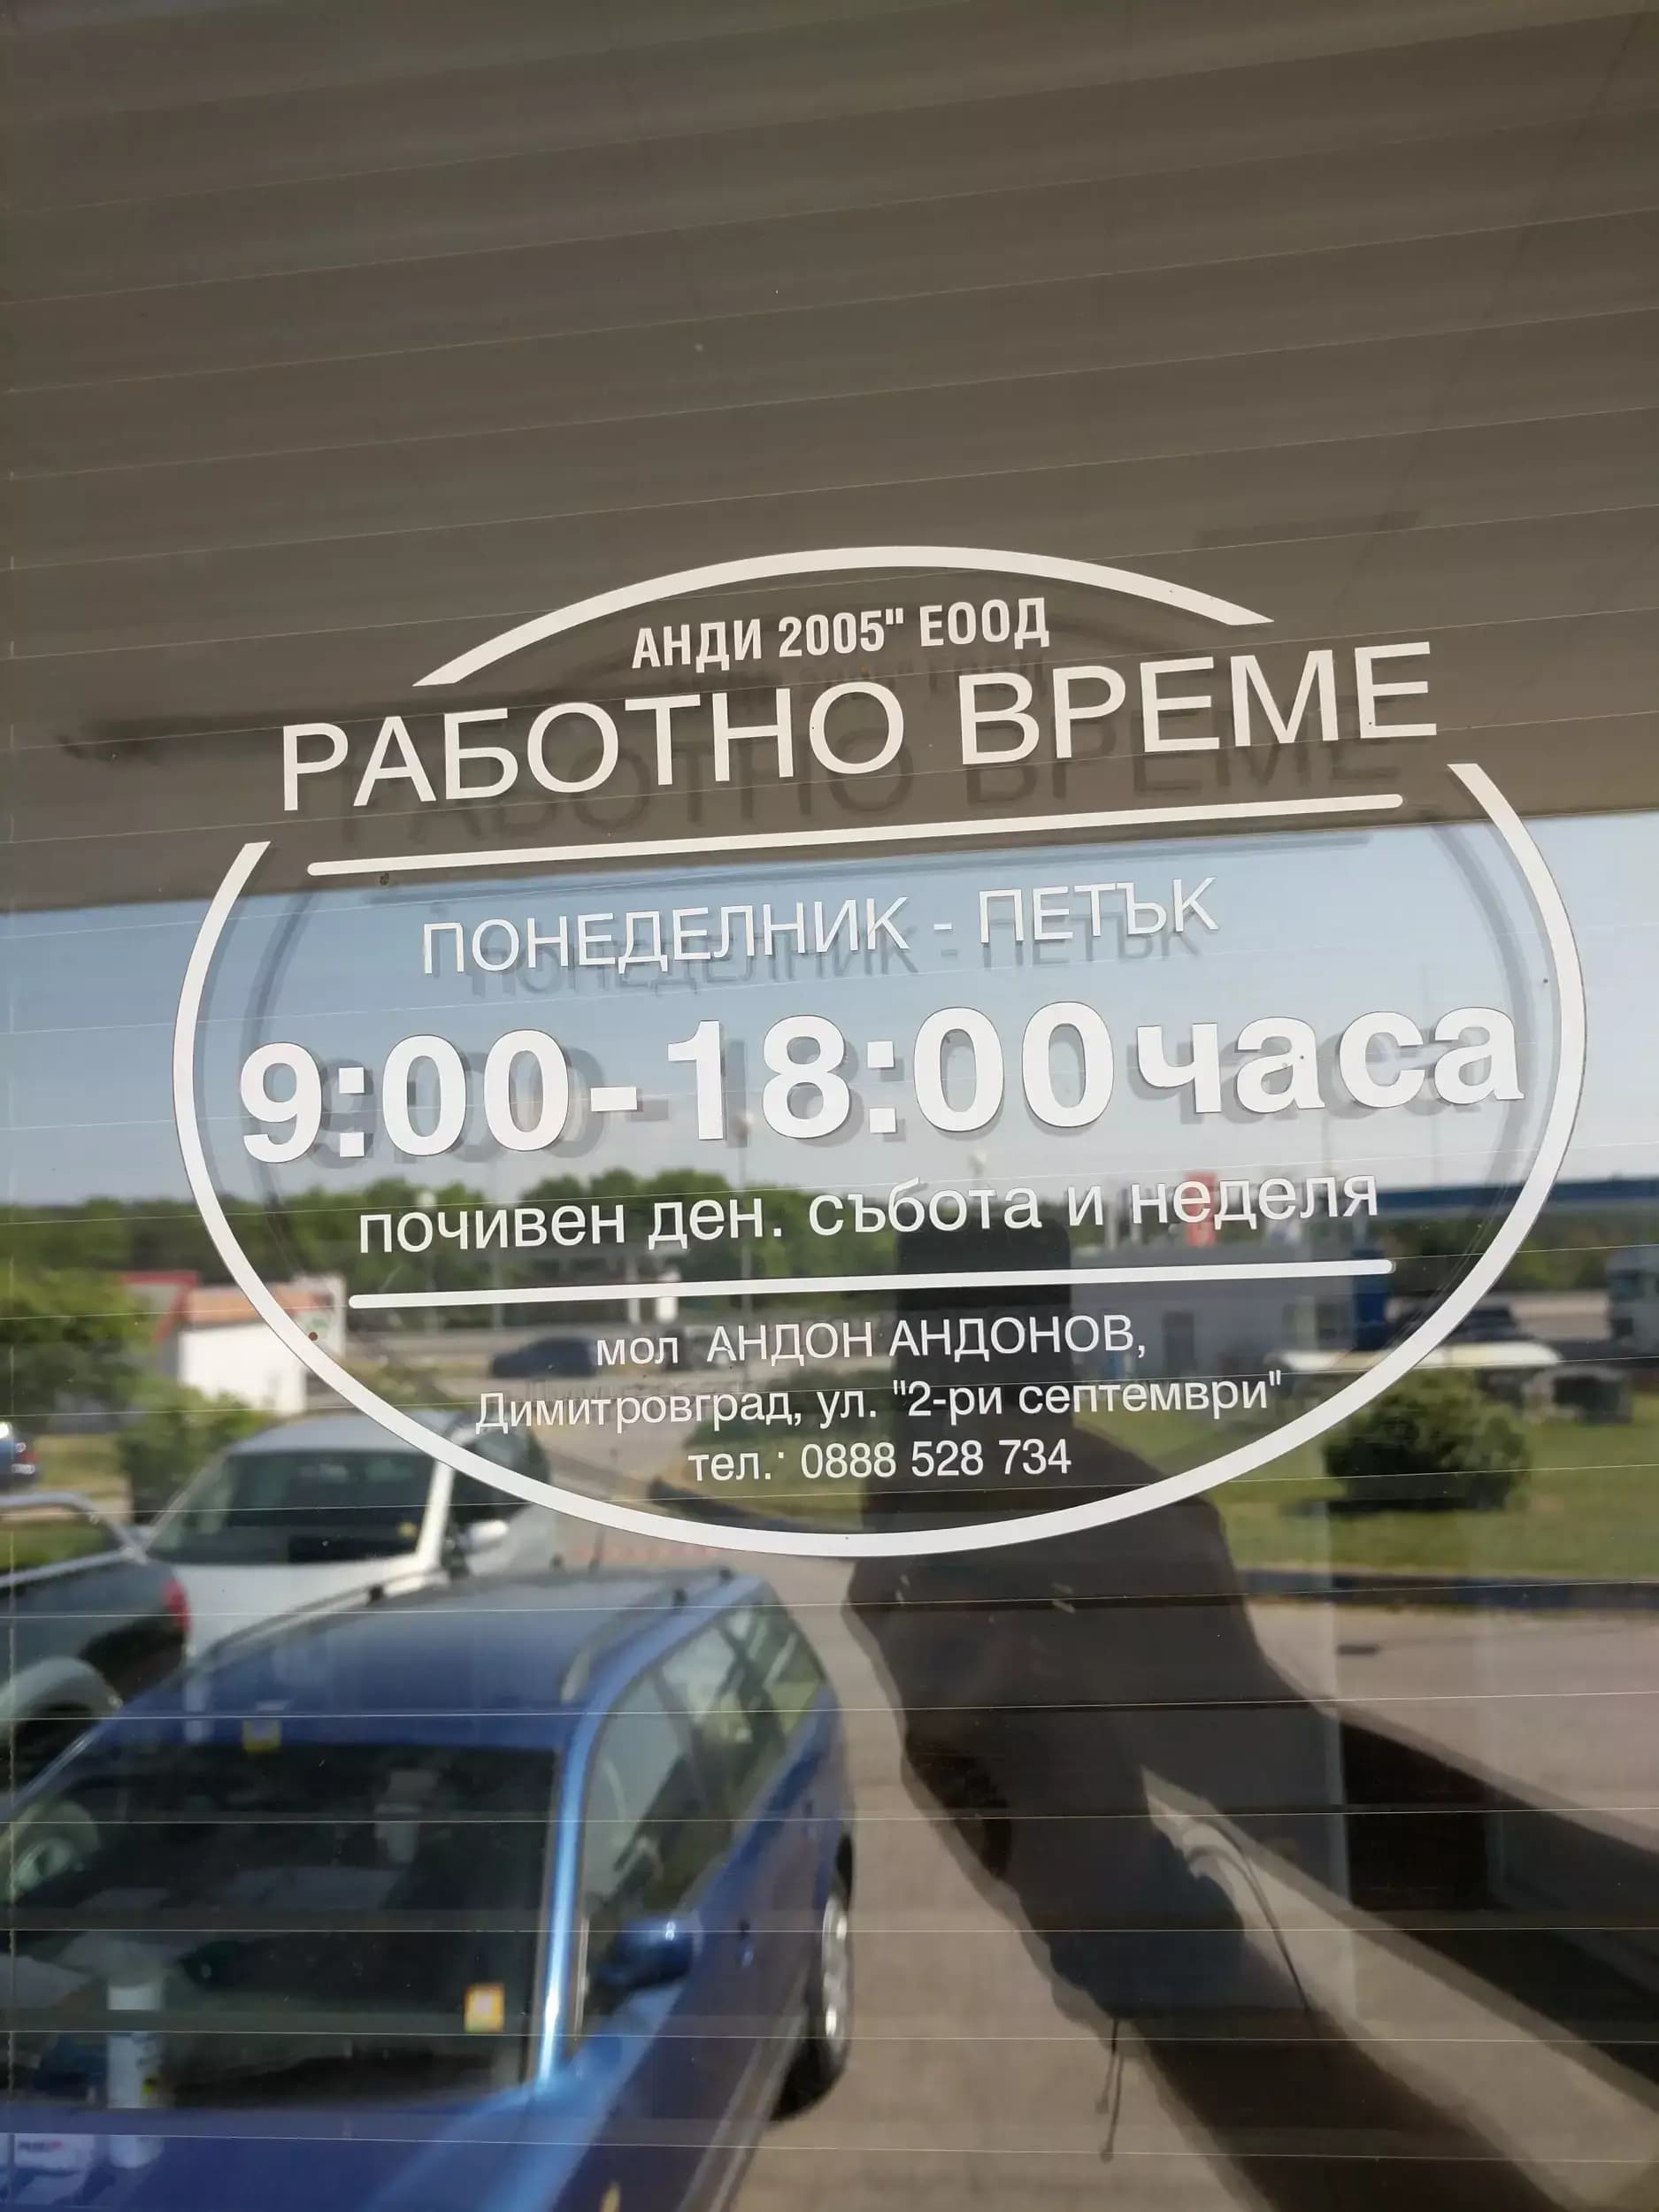 АНДИ 2005" ЕООД
РАБОТНО ВРЕМЕ
ПОНЕДЕЛНИК - ПЕТЪК
9:00-18:00часа
почивен ден. събота и неделя
мол АНДОН АНДОНОВ,
Димитровград, ул. "2-ри септември"
тел.: 0888 528 734